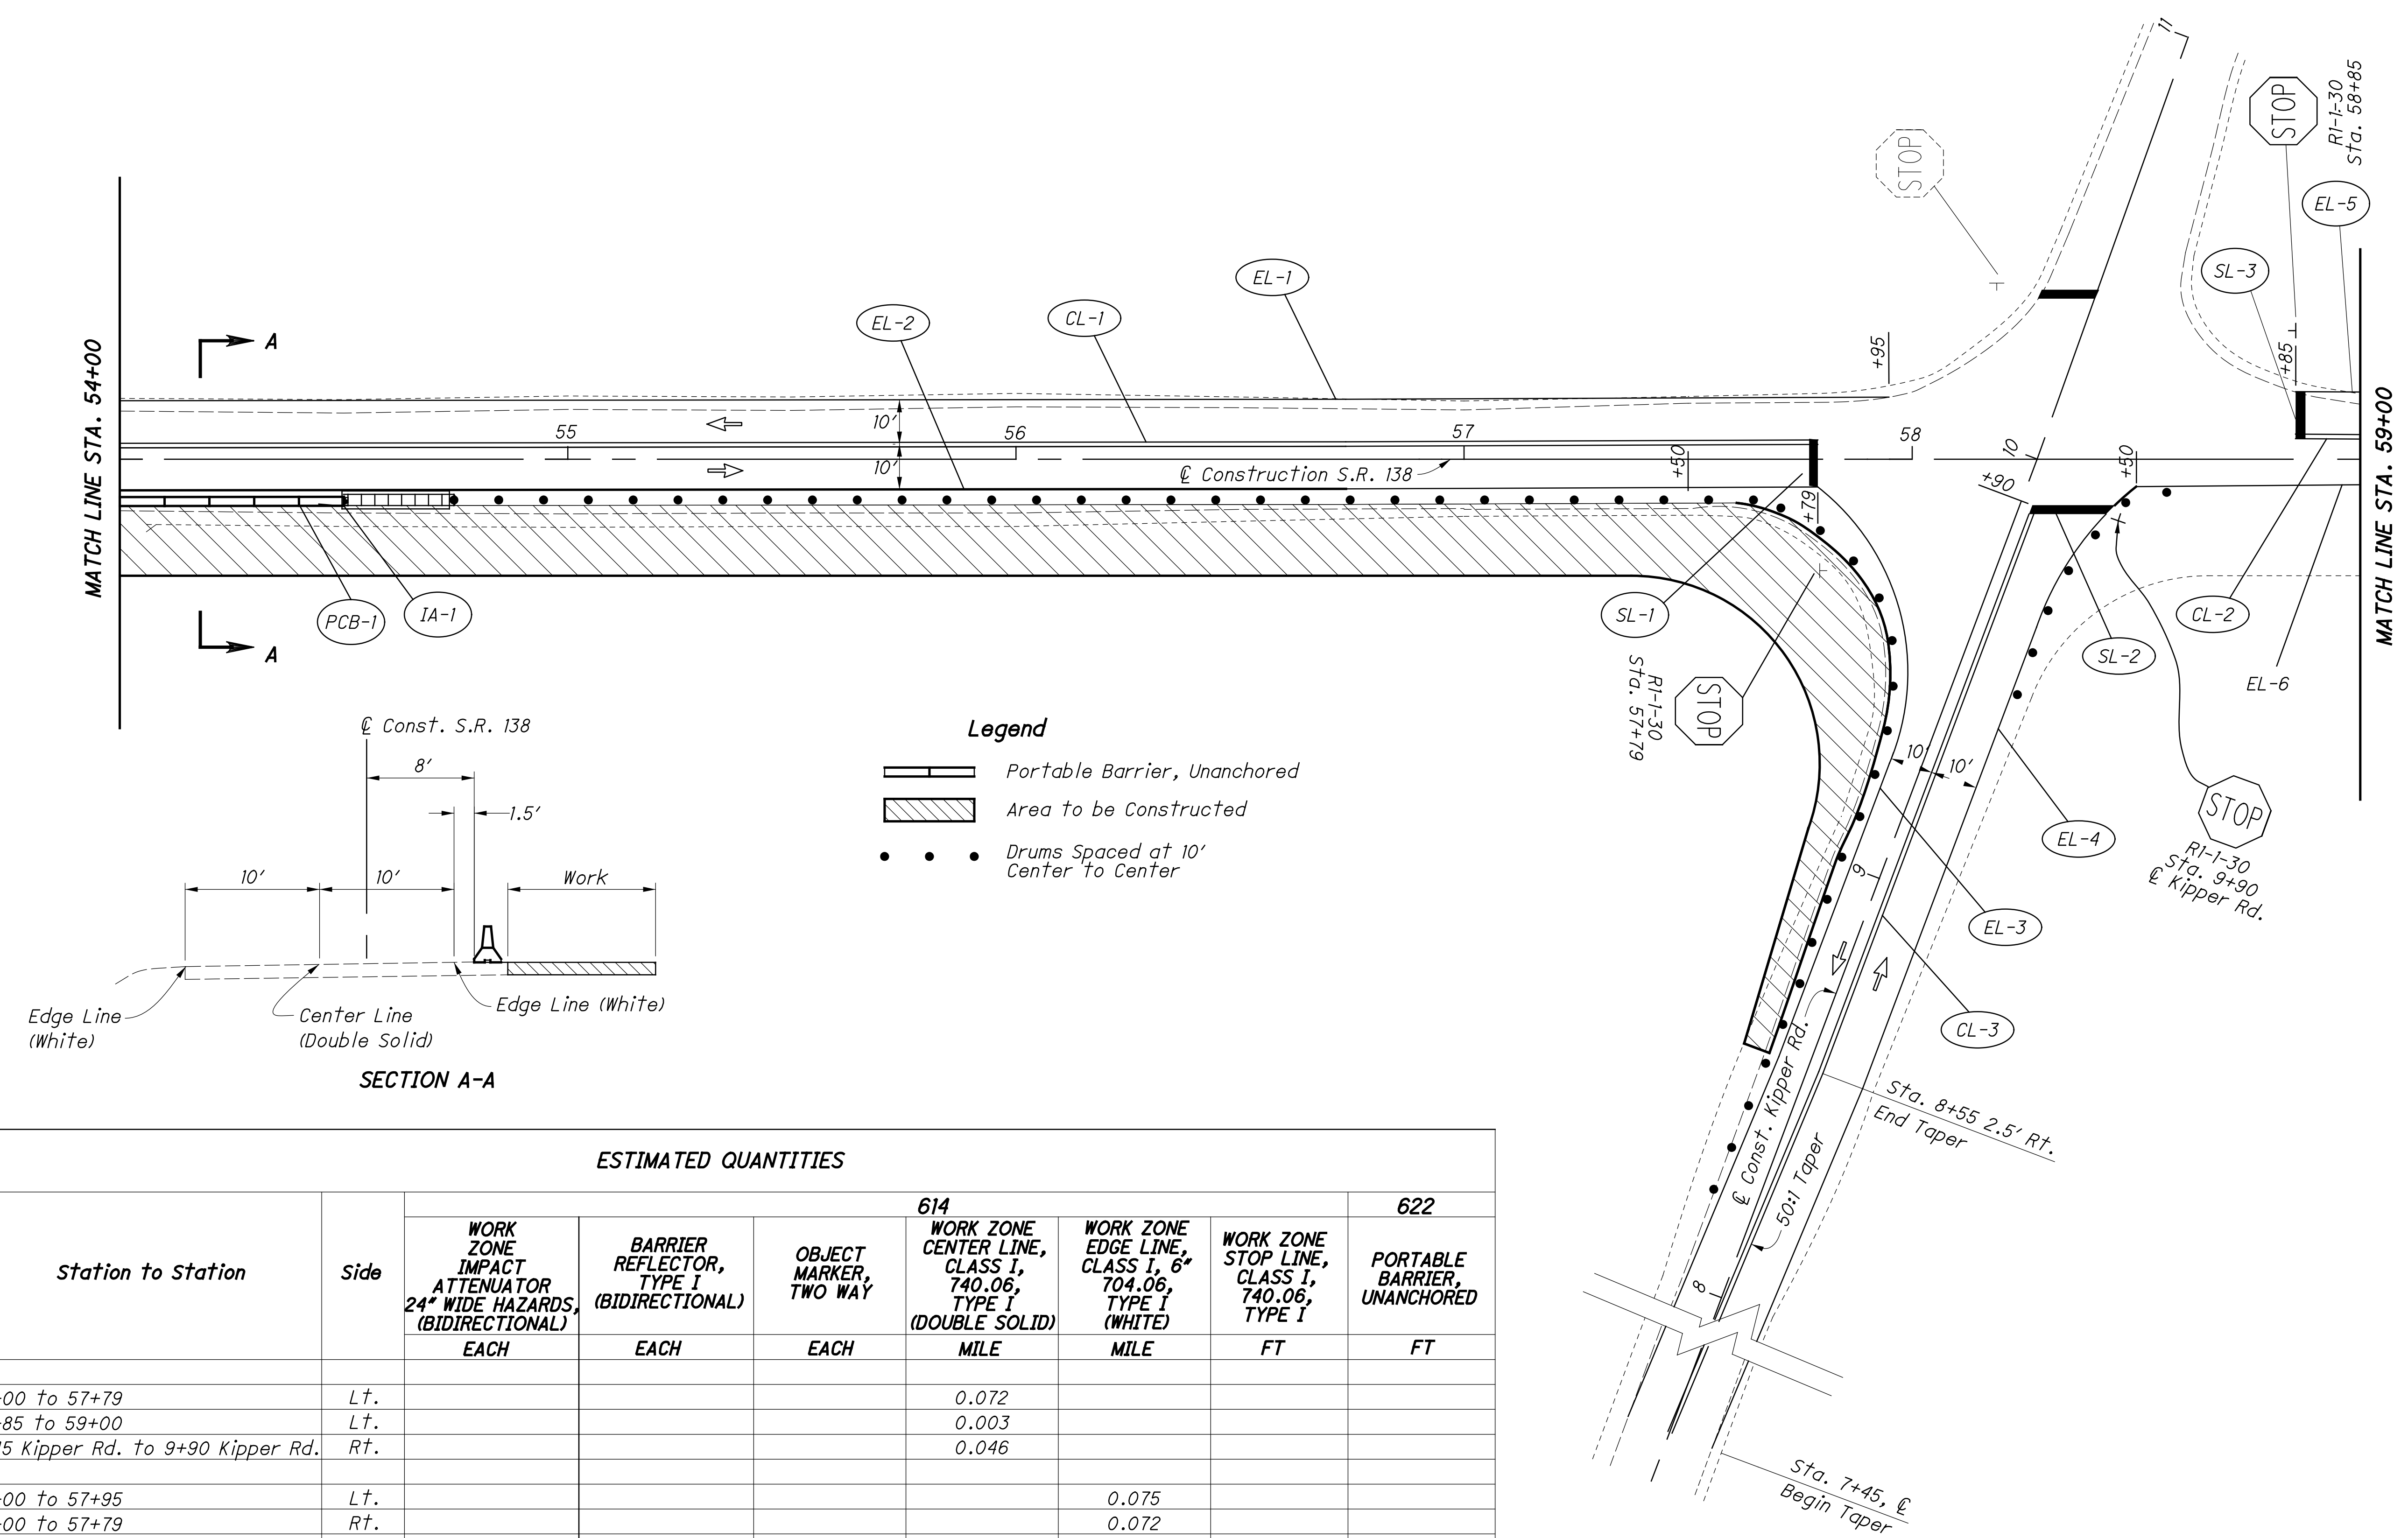 11
STOP
R1-1-30
Sta. 58+85
EL-5
STOP
SL-3
EL-1
CL-1
EL-2
+95
+85
A
MATCH LINE STA. 54+00
MATCH LINE STA. 59+00
10'
10'
55
56
57
58
10
℄ Construction S.R. 138
+50
+79
+90
+50
PCB-1
IA-1
SL-1
SL-2
CL-2
EL-6
A
R1-1-30
Sta. 57+79
STOP
10'
10'
EL-4
STOP
R1-1-30
Sta. 9+90
℄ Kipper Rd.
9
EL-3
CL-3
℄ Const. Kipper Rd.
Sta. 8+55 2.5' Rt.
End Taper
50:1 Taper
8
Sta. 7+45, ℄
Begin Taper
℄ Const. S.R. 138
8'
1.5'
10'
10'
Work
Edge Line
(White)
Center Line
(Double Solid)
Edge Line (White)
SECTION A-A
Legend
Portable Barrier, Unanchored
Area to be Constructed
Drums Spaced at 10'
Center to Center
ESTIMATED QUANTITIES
614
622
Station to Station
Side
WORK
ZONE
IMPACT
ATTENUATOR
24" WIDE HAZARDS,
(BIDIRECTIONAL)
BARRIER
REFLECTOR,
TYPE I
(BIDIRECTIONAL)
OBJECT
MARKER,
TWO WAY
WORK ZONE
CENTER LINE,
CLASS I,
740.06,
TYPE I
(DOUBLE SOLID)
WORK ZONE
EDGE LINE,
CLASS I, 6"
704.06,
TYPE I
(WHITE)
WORK ZONE
STOP LINE,
CLASS I,
740.06,
TYPE I
PORTABLE
BARRIER,
UNANCHORED
EACH EACH EACH MILE MILE FT FT
+00 to 57+79 Lt. 0.072
+85 to 59+00 Lt. 0.003
15 Kipper Rd. to 9+90 Kipper Rd. Rt. 0.046
+00 to 57+95 Lt. 0.075
+00 to 57+79 Rt. 0.072